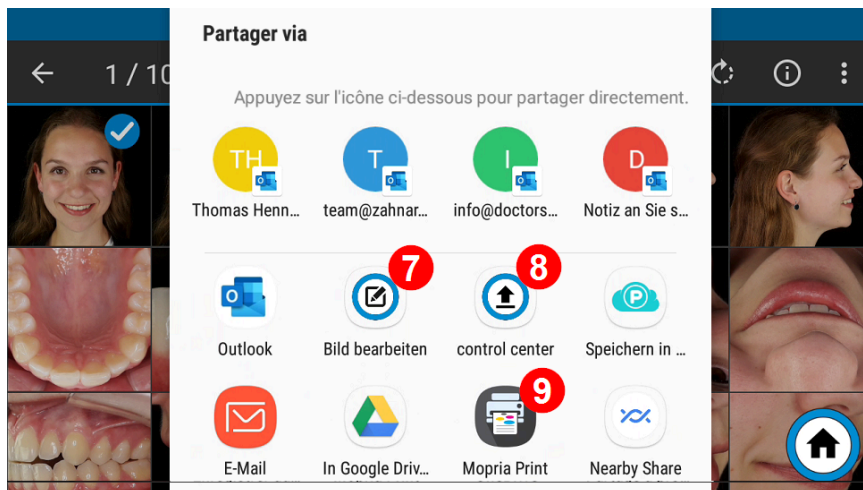 Partager via
1 / 10
Appuyez sur l'icône ci-dessous pour partager directement.
TH
T
I
D
Thomas Henn...
team@zahnar...
info@doctors...
Notiz an Sie s...
7
8
Outlook
Bild bearbeiten
control center
Speichern in ...
9
E-Mail
In Google Driv...
Mopria Print
Nearby Share